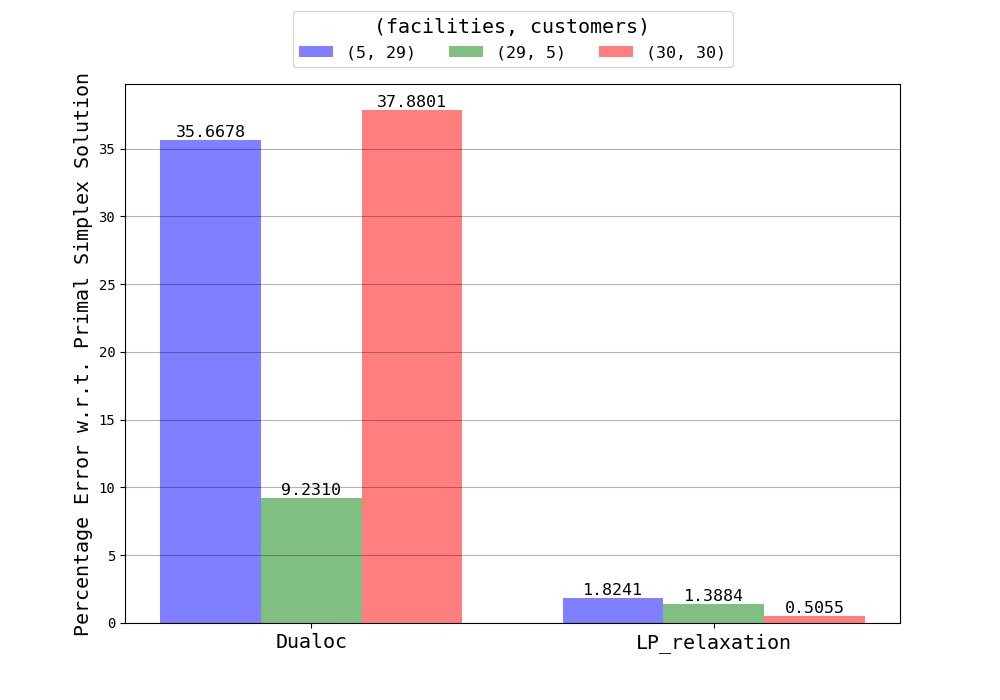 (facilities, customers)
(5, 29) (29, 5) (30, 30)
Percentage Error w.r.t. Primal Simplex Solution
35
30
25
20
15
10
5
0
35.6678
9.2310
37.8801
1.8241
1.3884
0.5055
Dualoc
LP_relaxation